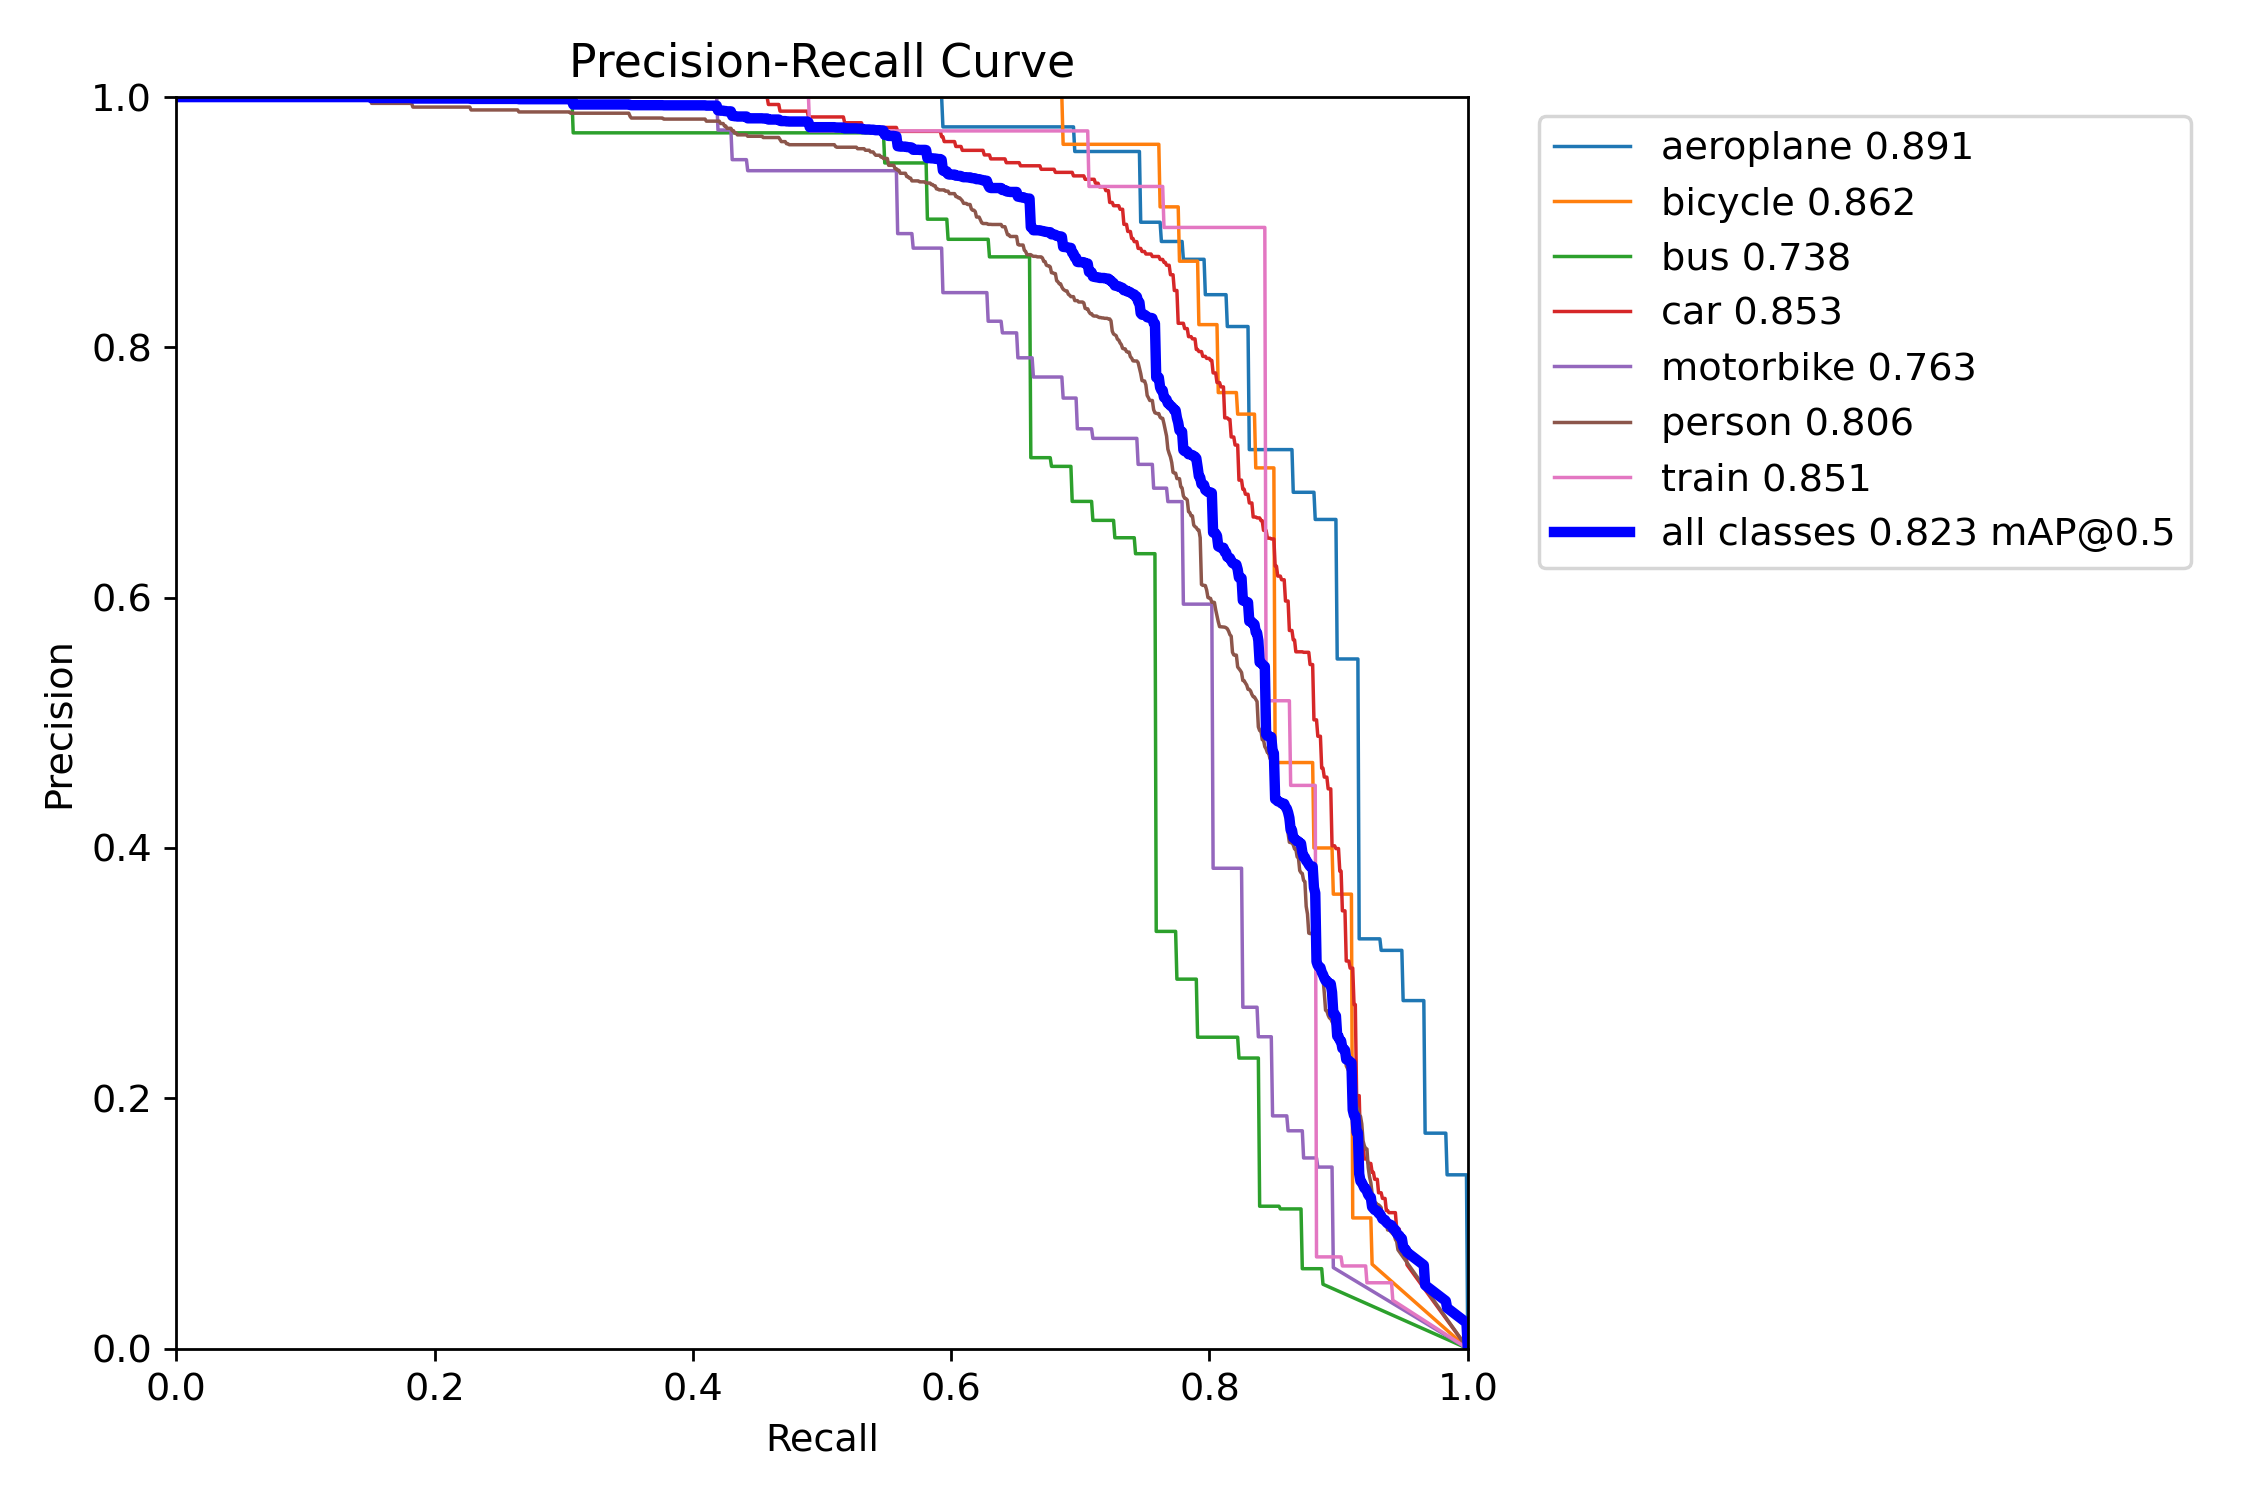 Precision-Recall Curve
1.0
0.8
0.6
0.4
0.2
0.0
Precision
0.0 0.2 0.4 0.6 0.8 1.0
Recall
aeroplane 0.891
bicycle 0.862
bus 0.738
car 0.853
motorbike 0.763
person 0.806
train 0.851
all classes 0.823 mAP@0.5